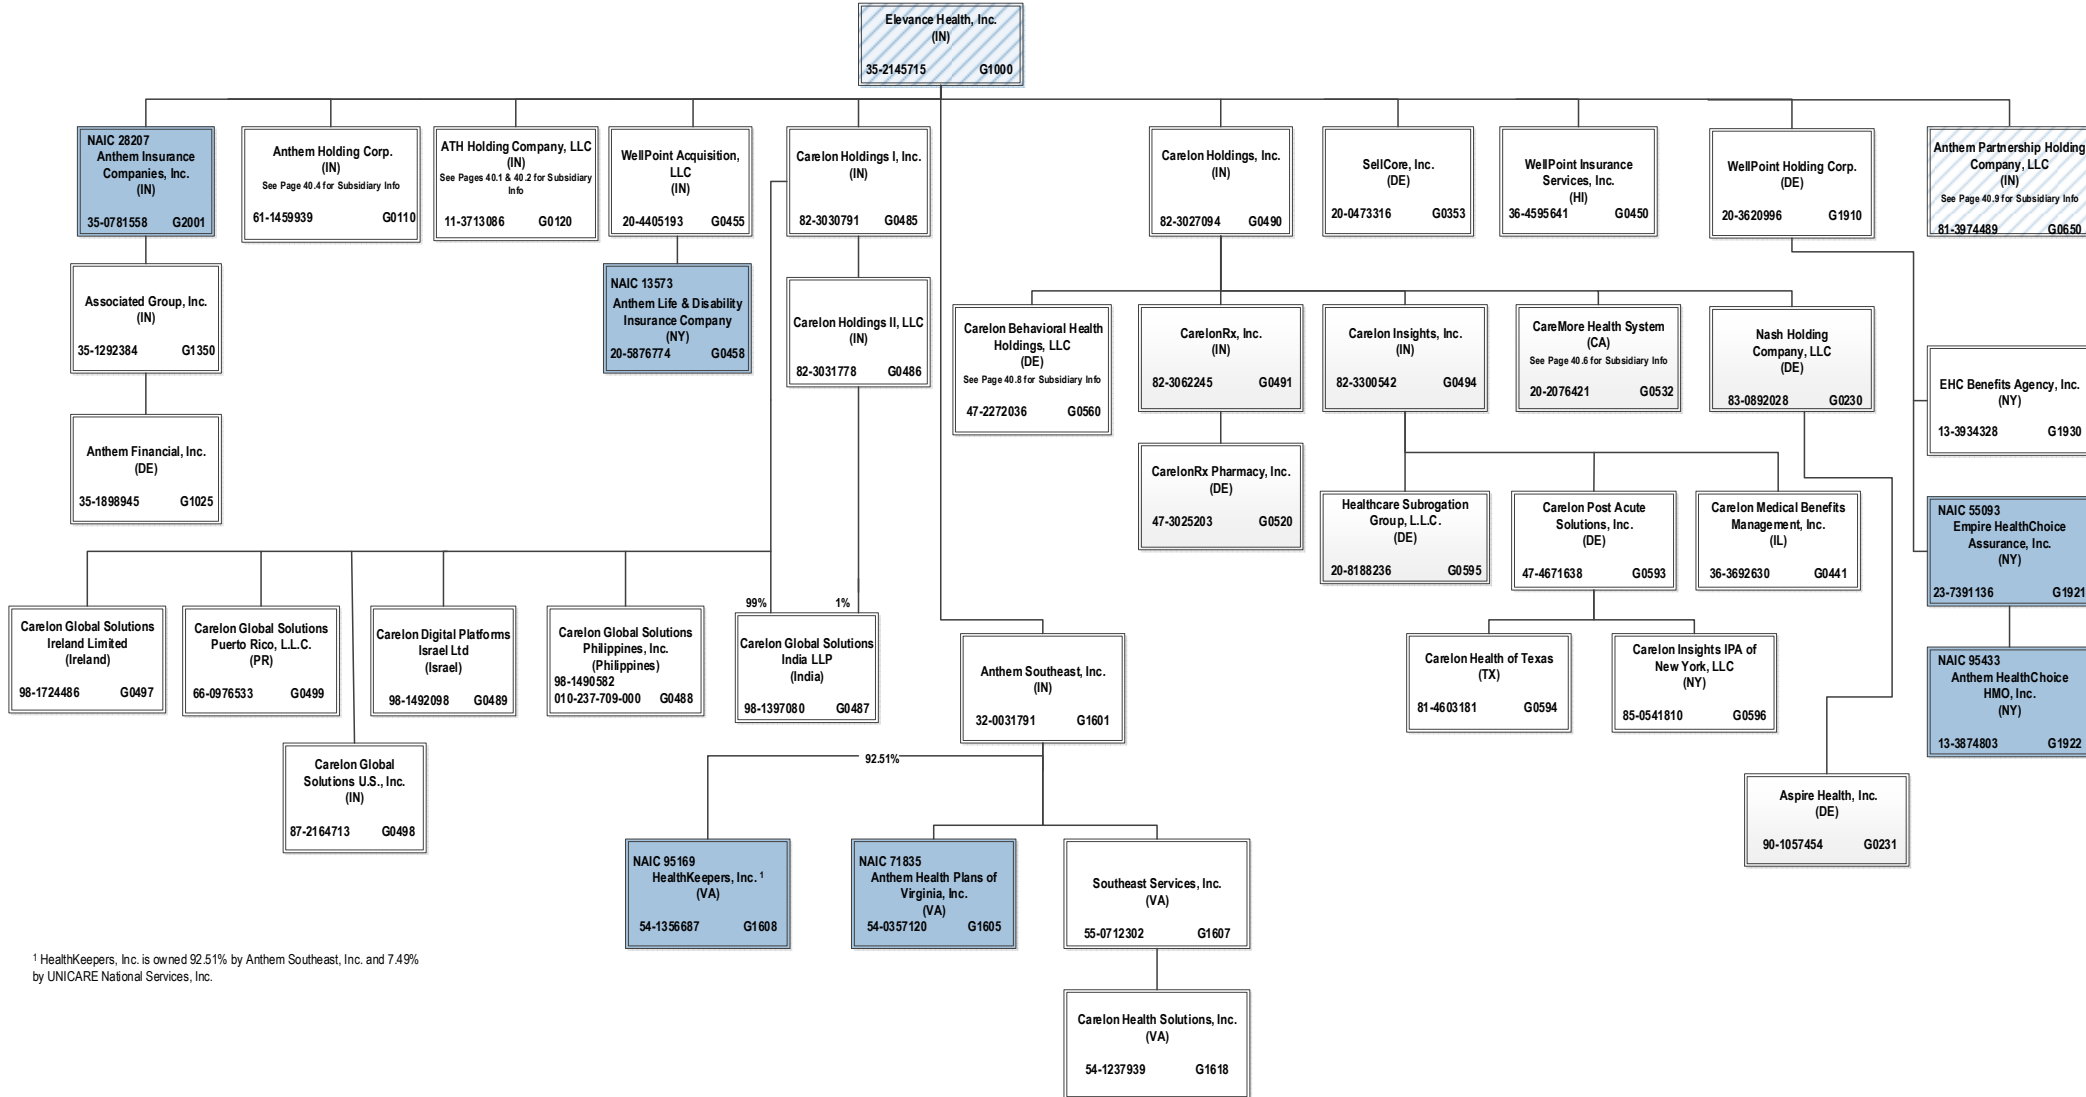 Elevance Health, Inc.
(IN)
35-2145715 G1000
NAIC 28207
Anthem Insurance
Companies, Inc.
(IN)
35-0781558 G2001
Anthem Holding Corp.
(IN)
See Page 40.4 for Subsidiary Info
61-1459939 G0110
ATH Holding Company, LLC
(IN)
See Pages 40.1 & 40.2 for Subsidiary
Info
11-3713086 G0120
WellPoint Acquisition,
LLC
(IN)
20-4405193 G0455
Carelon Holdings I, Inc.
(IN)
82-3030791 G0485
Carelon Holdings, Inc.
(IN)
82-3027094 G0490
SellCore, Inc.
(DE)
20-0473316 G0353
WellPoint Insurance
Services, Inc.
(HI)
36-4595641 G0450
WellPoint Holding Corp.
(DE)
20-3620996 G1910
Anthem Partnership Holding
Company, LLC
(IN)
See Page 40.9 for Subsidiary Info
81-3974489 G0650
Associated Group, Inc.
(IN)
35-1292384 G1350
NAIC 13573
Anthem Life & Disability
Insurance Company
(NY)
20-5876774 G0458
Carelon Holdings II, LLC
(IN)
82-3031778 G0486
Carelon Behavioral Health
Holdings, LLC
(DE)
See Page 40.8 for Subsidiary Info
47-2272036 G0560
CarelonRx, Inc.
(IN)
82-3062245 G0491
Carelon Insights, Inc.
(IN)
82-3300542 G0494
CareMore Health System
(CA)
See Page 40.6 for Subsidiary Info
20-2076421 G0532
Nash Holding
Company, LLC
(DE)
83-0892028 G0230
EHC Benefits Agency, Inc.
(NY)
13-3934328 G1930
Anthem Financial, Inc.
(DE)
35-1898945 G1025
CarelonRx Pharmacy, Inc.
(DE)
47-3025203 G0520
Healthcare Subrogation
Group, L.L.C.
(DE)
20-8188236 G0595
Carelon Post Acute
Solutions, Inc.
(DE)
47-4671638 G0593
Carelon Medical Benefits
Management, Inc.
(IL)
36-3692630 G0441
NAIC 55093
Empire HealthChoice
Assurance, Inc.
(NY)
23-7391136 G1921
99% 1%
Carelon Global Solutions
Ireland Limited
(Ireland)
98-1724486 G0497
Carelon Global Solutions
Puerto Rico, L.L.C.
(PR)
66-0976533 G0499
Carelon Digital Platforms
Israel Ltd
(Israel)
98-1492098 G0489
Carelon Global Solutions
Philippines, Inc.
(Philippines)
98-1490582
010-237-709-000 G0488
Carelon Global Solutions
India LLP
(India)
98-1397080 G0487
Anthem Southeast, Inc.
(IN)
32-0031791 G1601
Carelon Health of Texas
(TX)
81-4603181 G0594
Carelon Insights IPA of
New York, LLC
(NY)
85-0541810 G0596
NAIC 95433
Anthem HealthChoice
HMO, Inc.
(NY)
13-3874803 G1922
Carelon Global
Solutions U.S., Inc.
(IN)
87-2164713 G0498
92.51%
Aspire Health, Inc.
(DE)
90-1057454 G0231
NAIC 95169
HealthKeepers, Inc. 1
(VA)
54-1356687 G1608
NAIC 71835
Anthem Health Plans of
Virginia, Inc.
(VA)
54-0357120 G1605
Southeast Services, Inc.
(VA)
55-0712302 G1607
1 HealthKeepers, Inc. is owned 92.51% by Anthem Southeast, Inc. and 7.49%
by UNICARE National Services, Inc.
Carelon Health Solutions, Inc.
(VA)
54-1237939 G1618